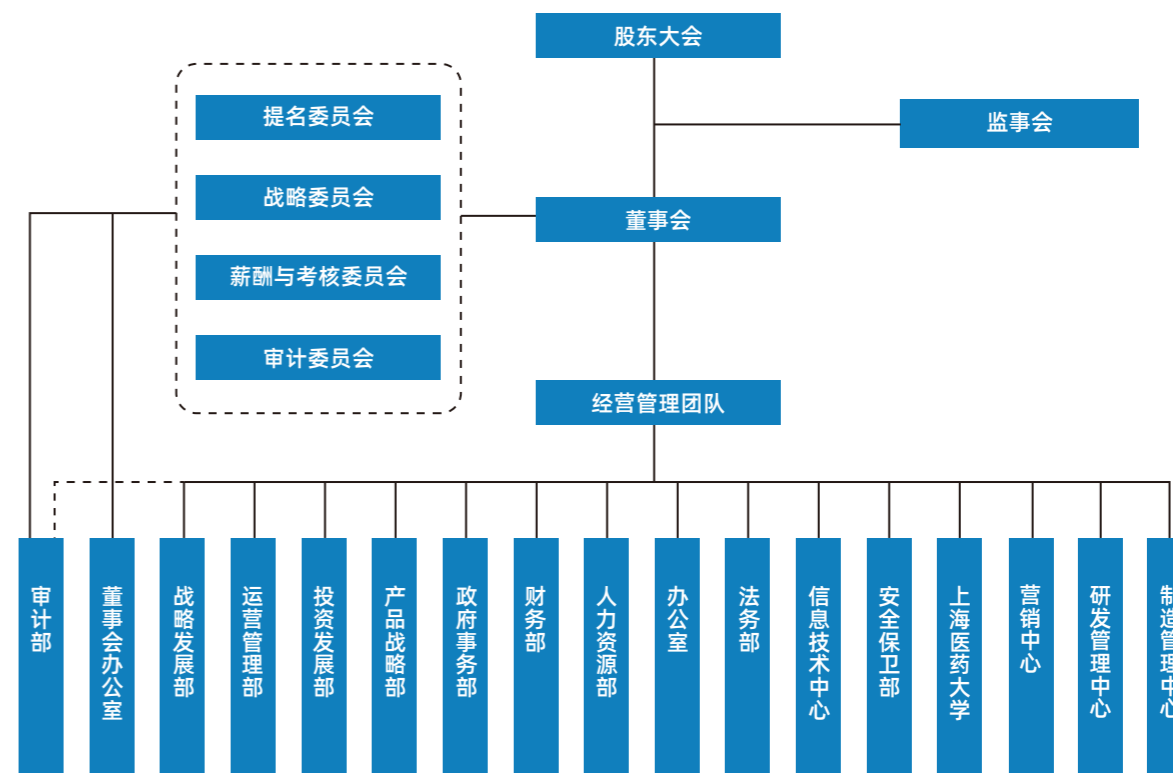 股东大会
监事会
提名委员会
战略委员会
薪酬与考核委员会
审计委员会
董事会
经营管理团队
审计部
董事会办公室
战略发展部
运营管理部
投资发展部
产品战略部
政府事务部
财务部
人力资源部
办公室
法务部
信息技术中心
安全保卫部
上海医药大学
营销中心
研发管理中心
制造管理中心